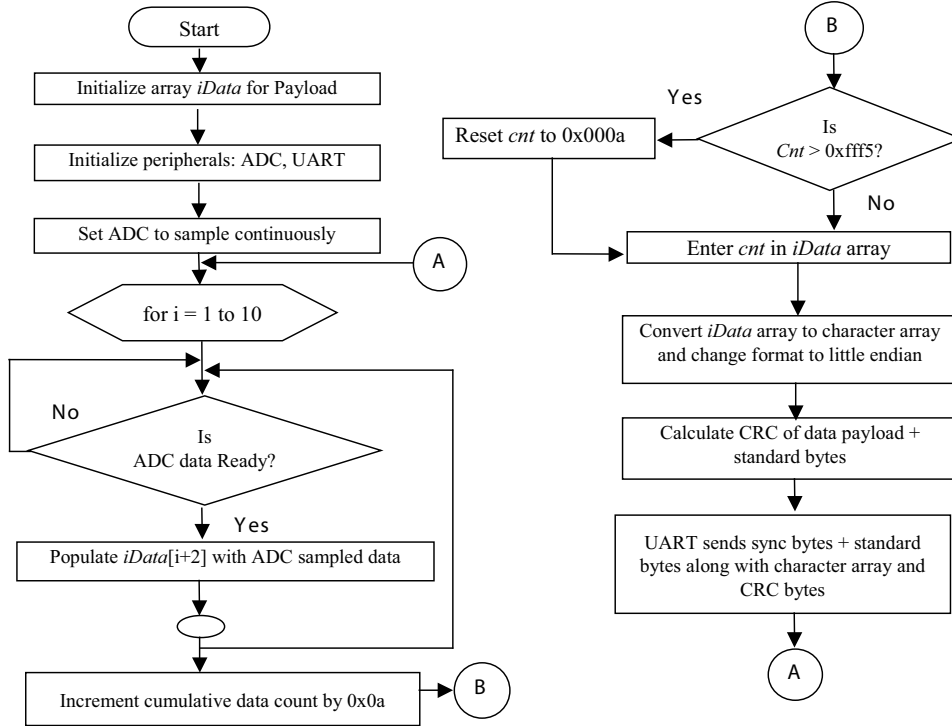 Start
Initialize array iData for Payload
Initialize peripherals: ADC, UART
Set ADC to sample continuously
A
for i = 1 to 10
No
Is
ADC data Ready?
Yes
Populate iData[i+2] with ADC sampled data
Increment cumulative data count by 0x0a
B
B
Yes
Is
Cnt > 0xfff5?
Reset cnt to 0x000a
No
Enter cnt in iData array
Convert iData array to character array
and change format to little endian
Calculate CRC of data payload +
standard bytes
UART sends sync bytes + standard
bytes along with character array and
CRC bytes
A